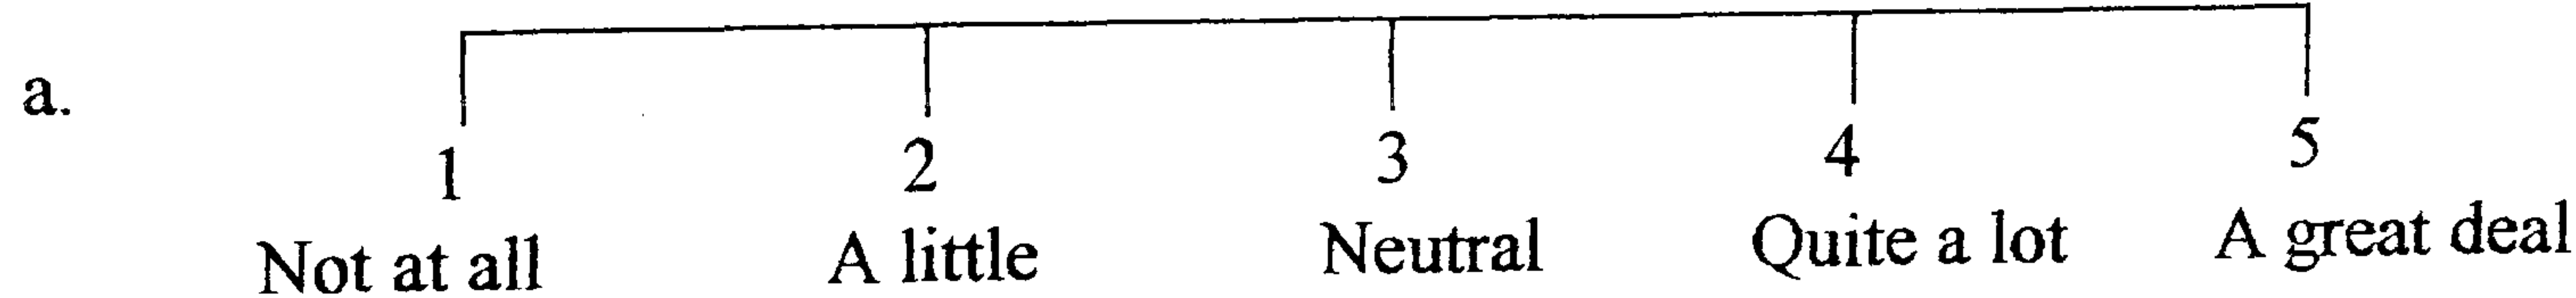 a.
1 2 3 4 5
Not at all A little Neutral Quite a lot A great deal